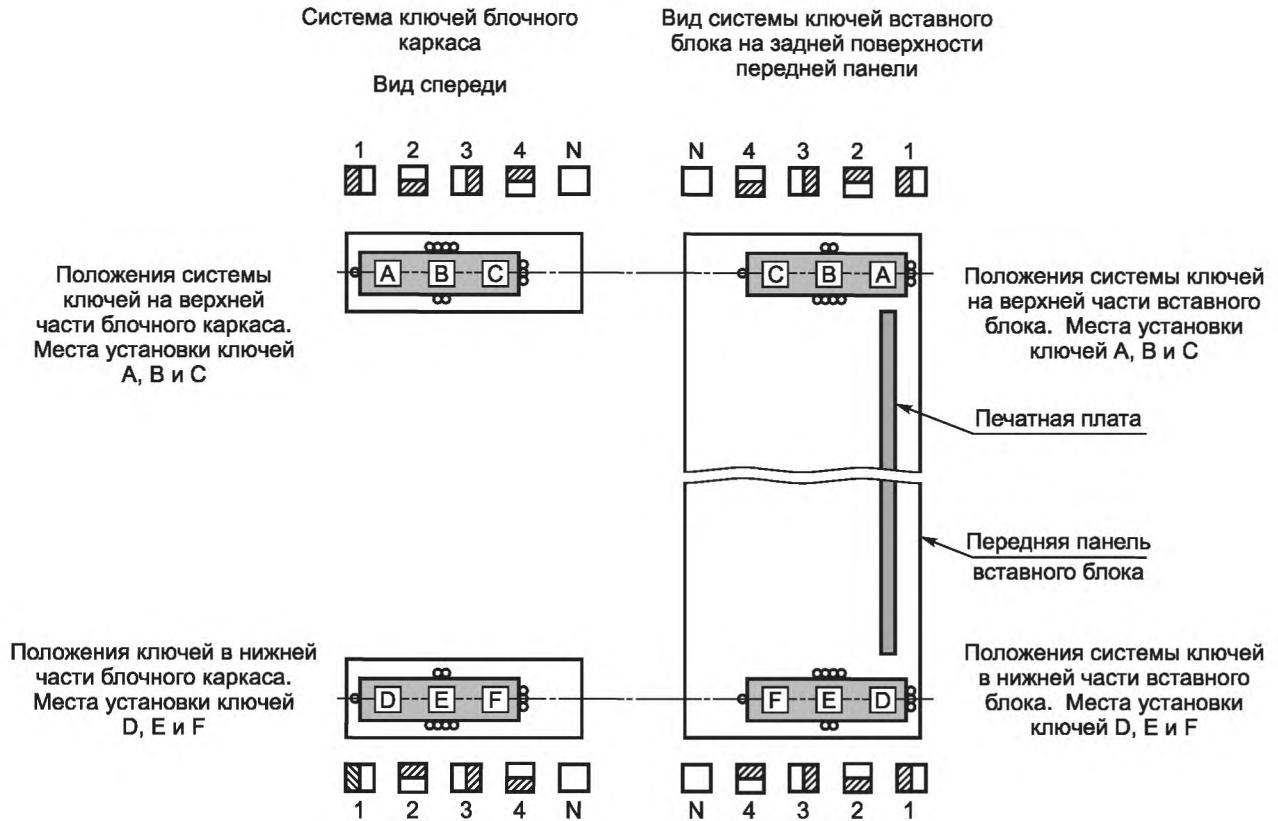 Система ключей блочного
каркаса
Вид спереди
Вид системы ключей вставного
блока на задней поверхности
передней панели
1 2 3 4 N
N 4 3 2 1
A B C
C B A
Положения системы
ключей на верхней
части блочного каркаса.
Места установки ключей
A, B и C
Положения системы ключей
на верхней части вставного
блока. Места установки
ключей A, B и C
Печатная плата
Передняя панель
вставного блока
Положения ключей в нижней
части блочного каркаса.
Места установки ключей
D, E и F
D E F
F E D
Положения системы ключей
в нижней части вставного
блока. Места установки
ключей D, E и F
1 2 3 4 N
N 4 3 2 1